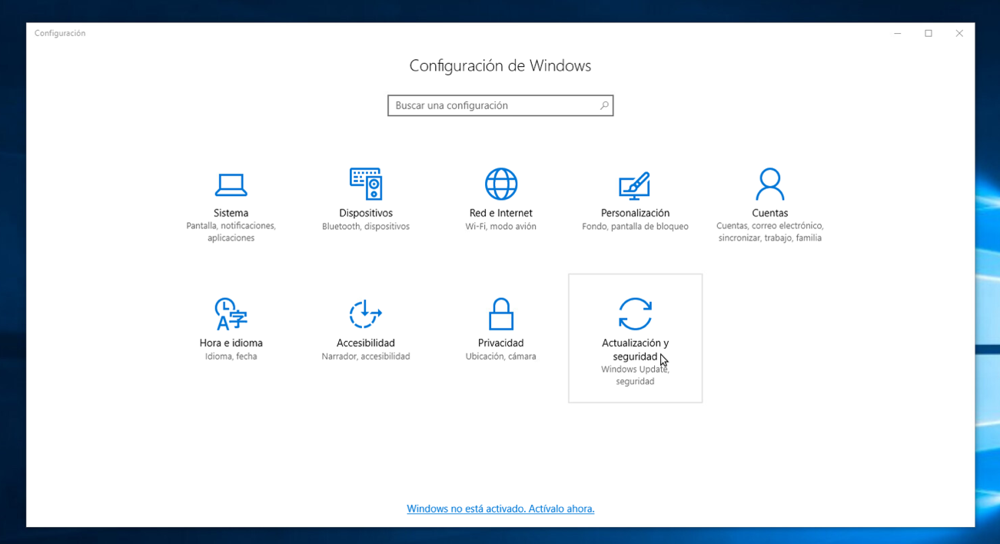 Configuración
Configuración de Windows
Buscar una configuración
Sistema
Pantalla, notificaciones,
aplicaciones
Dispositivos
Bluetooth, dispositivos
Red e Internet
Wi-Fi, modo avión
Personalización
Fondo, pantalla de bloqueo
Cuentas
Cuentas, correo electrónico,
sincronizar, trabajo, familia
Hora e idioma
Idioma, fecha
Accesibilidad
Narrador, accesibilidad
Privacidad
Ubicación, cámara
Actualización y
seguridad
Windows Update,
seguridad
Windows no está activado. Actívalo ahora.